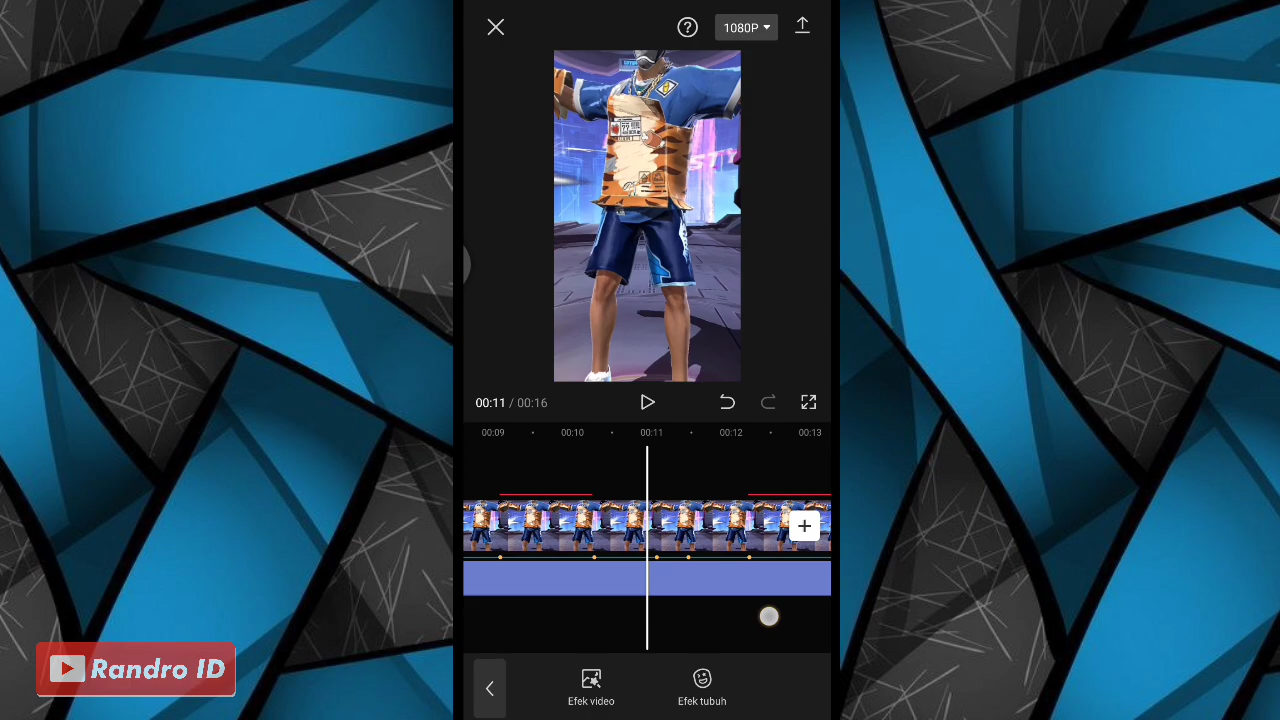 1080P
00:11 / 00:16
00:09 00:10 00:11 00:12 00:13
Efek video
Efek tubuh
Randro ID